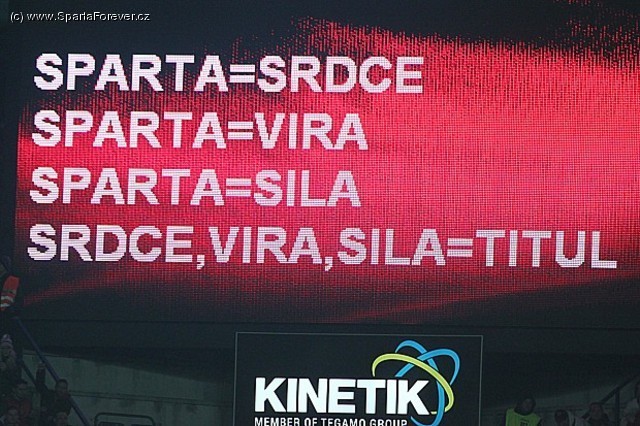 (c) www.SpartaForever.cz
SPARTA=SRDCE
SPARTA=VIRA
SPARTA=SILA
SRDCE,VIRA,SILA=TITUL
KINETIK
MEMBER OF TEGAMO GROUP